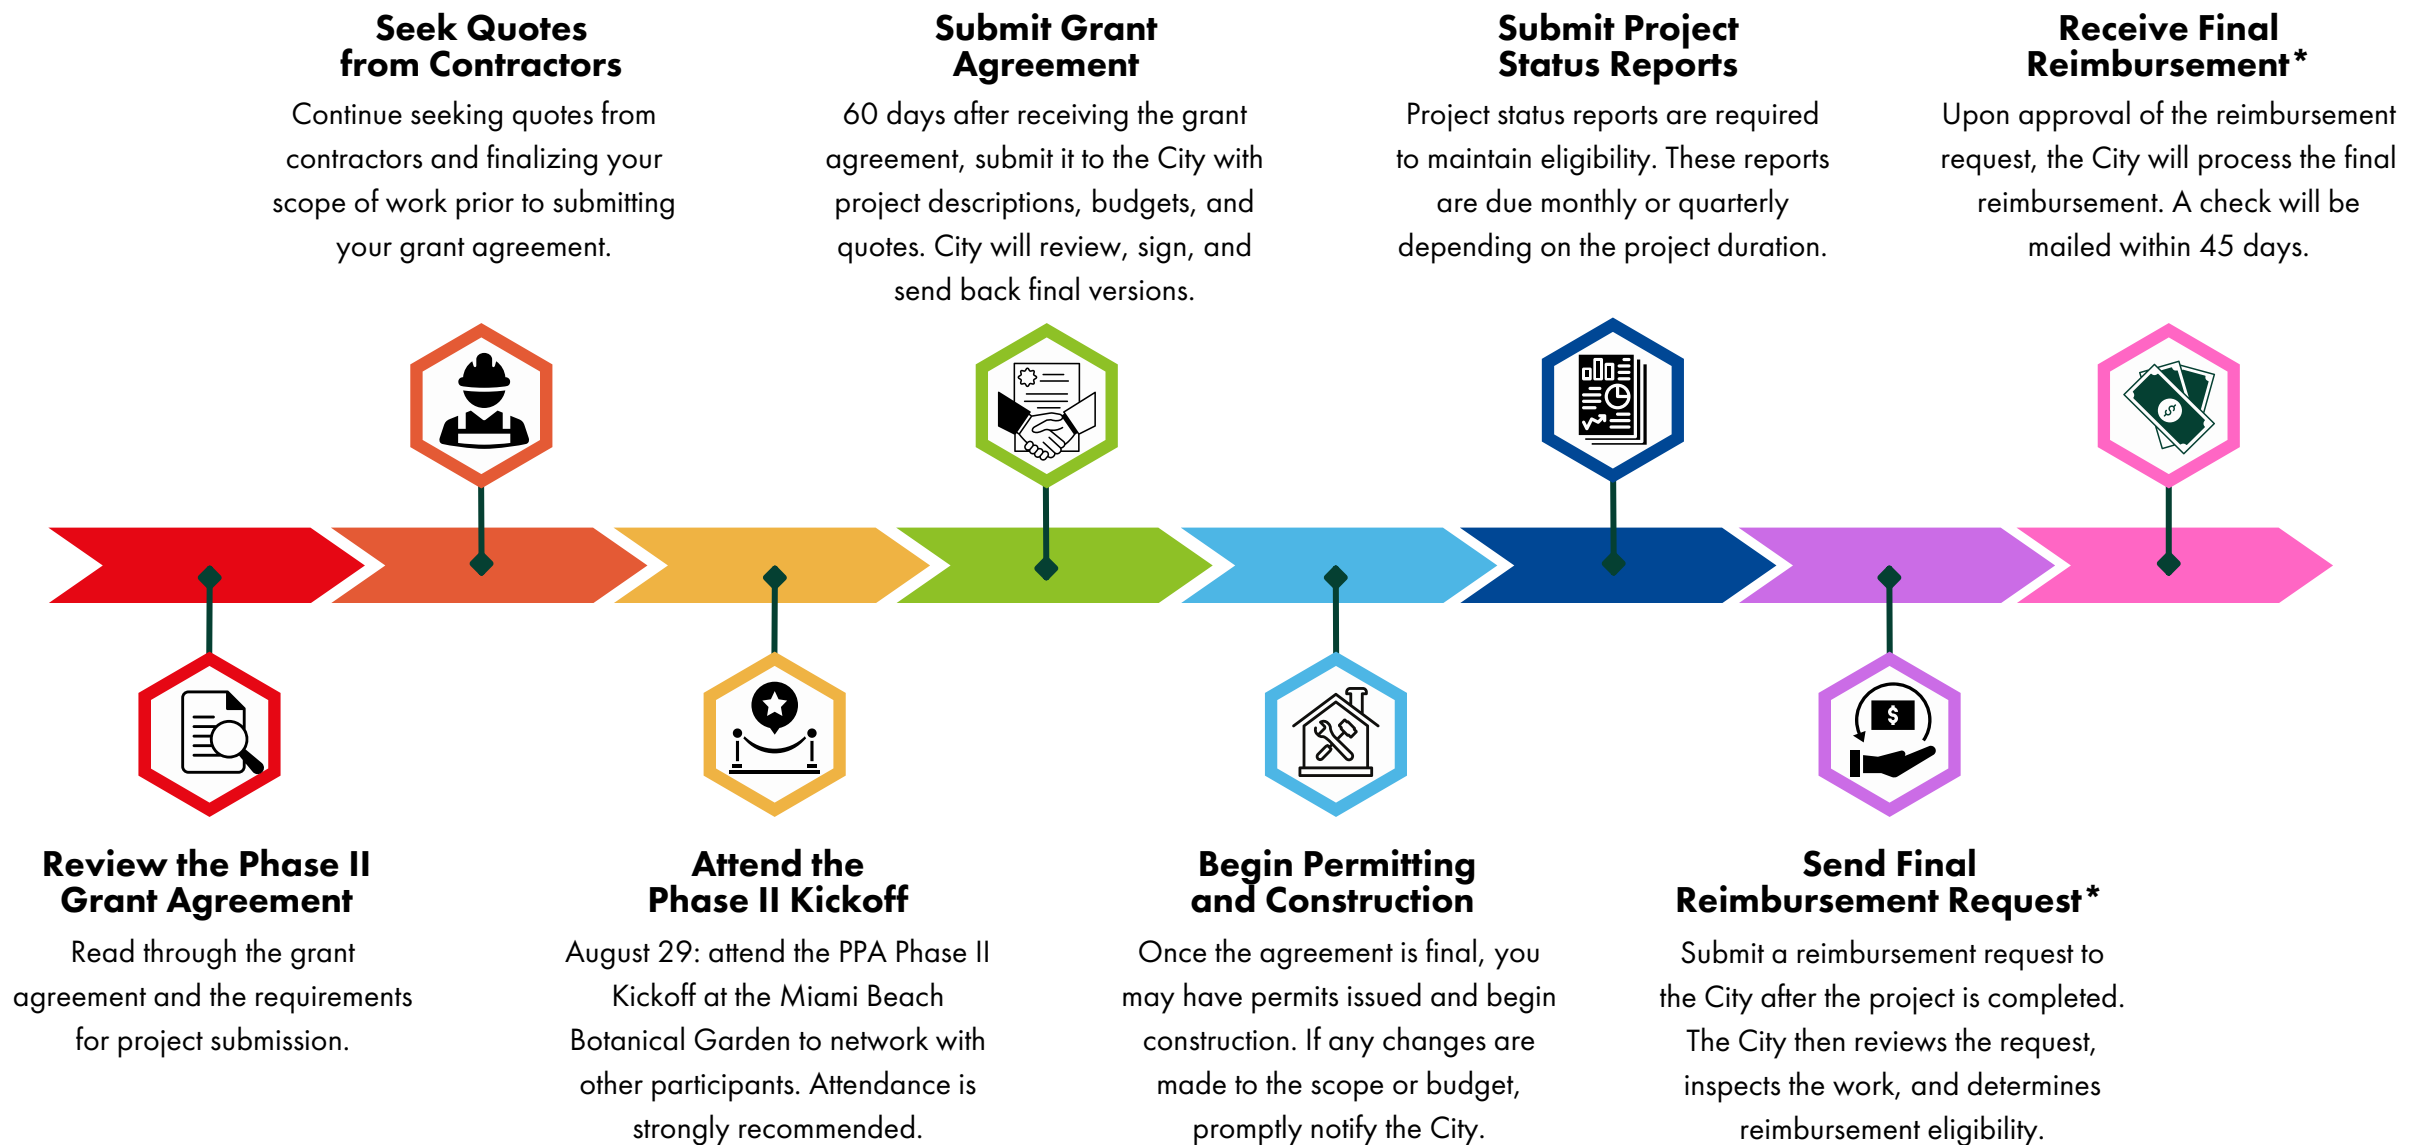 Seek Quotes
from Contractors
Continue seeking quotes from
contractors and finalizing your
scope of work prior to submitting
your grant agreement.
Submit Grant
Agreement
60 days after receiving the grant
agreement, submit it to the City with
project descriptions, budgets, and
quotes. City will review, sign, and
send back final versions.
Submit Project
Status Reports
Project status reports are required
to maintain eligibility. These reports
are due monthly or quarterly
depending on the project duration.
Receive Final
Reimbursement*
Upon approval of the reimbursement
request, the City will process the final
reimbursement. A check will be
mailed within 45 days.
$
$
Review the Phase II
Grant Agreement
Read through the grant
agreement and the requirements
for project submission.
Attend the
Phase II Kickoff
August 29: attend the PPA Phase II
Kickoff at the Miami Beach
Botanical Garden to network with
other participants. Attendance is
strongly recommended.
Begin Permitting
and Construction
Once the agreement is final, you
may have permits issued and begin
construction. If any changes are
made to the scope or budget,
promptly notify the City.
Send Final
Reimbursement Request*
Submit a reimbursement request to
the City after the project is completed.
The City then reviews the request,
inspects the work, and determines
reimbursement eligibility.